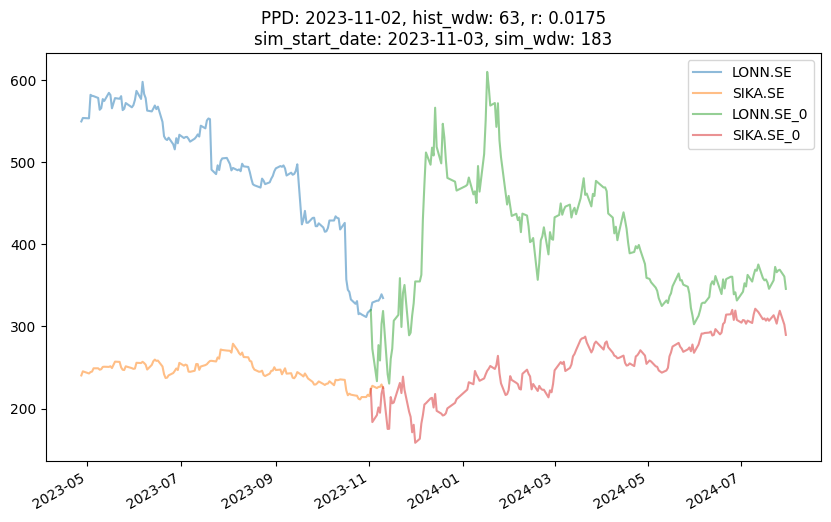 PPD: 2023-11-02, hist_wdw: 63, r: 0.0175
sim_start_date: 2023-11-03, sim_wdw: 183
LONN.SE
SIKA.SE
LONN.SE_0
SIKA.SE_0
600
500
400
300
200
2023-05
2023-07
2023-09
2023-11
2024-01
2024-03
2024-05
2024-07